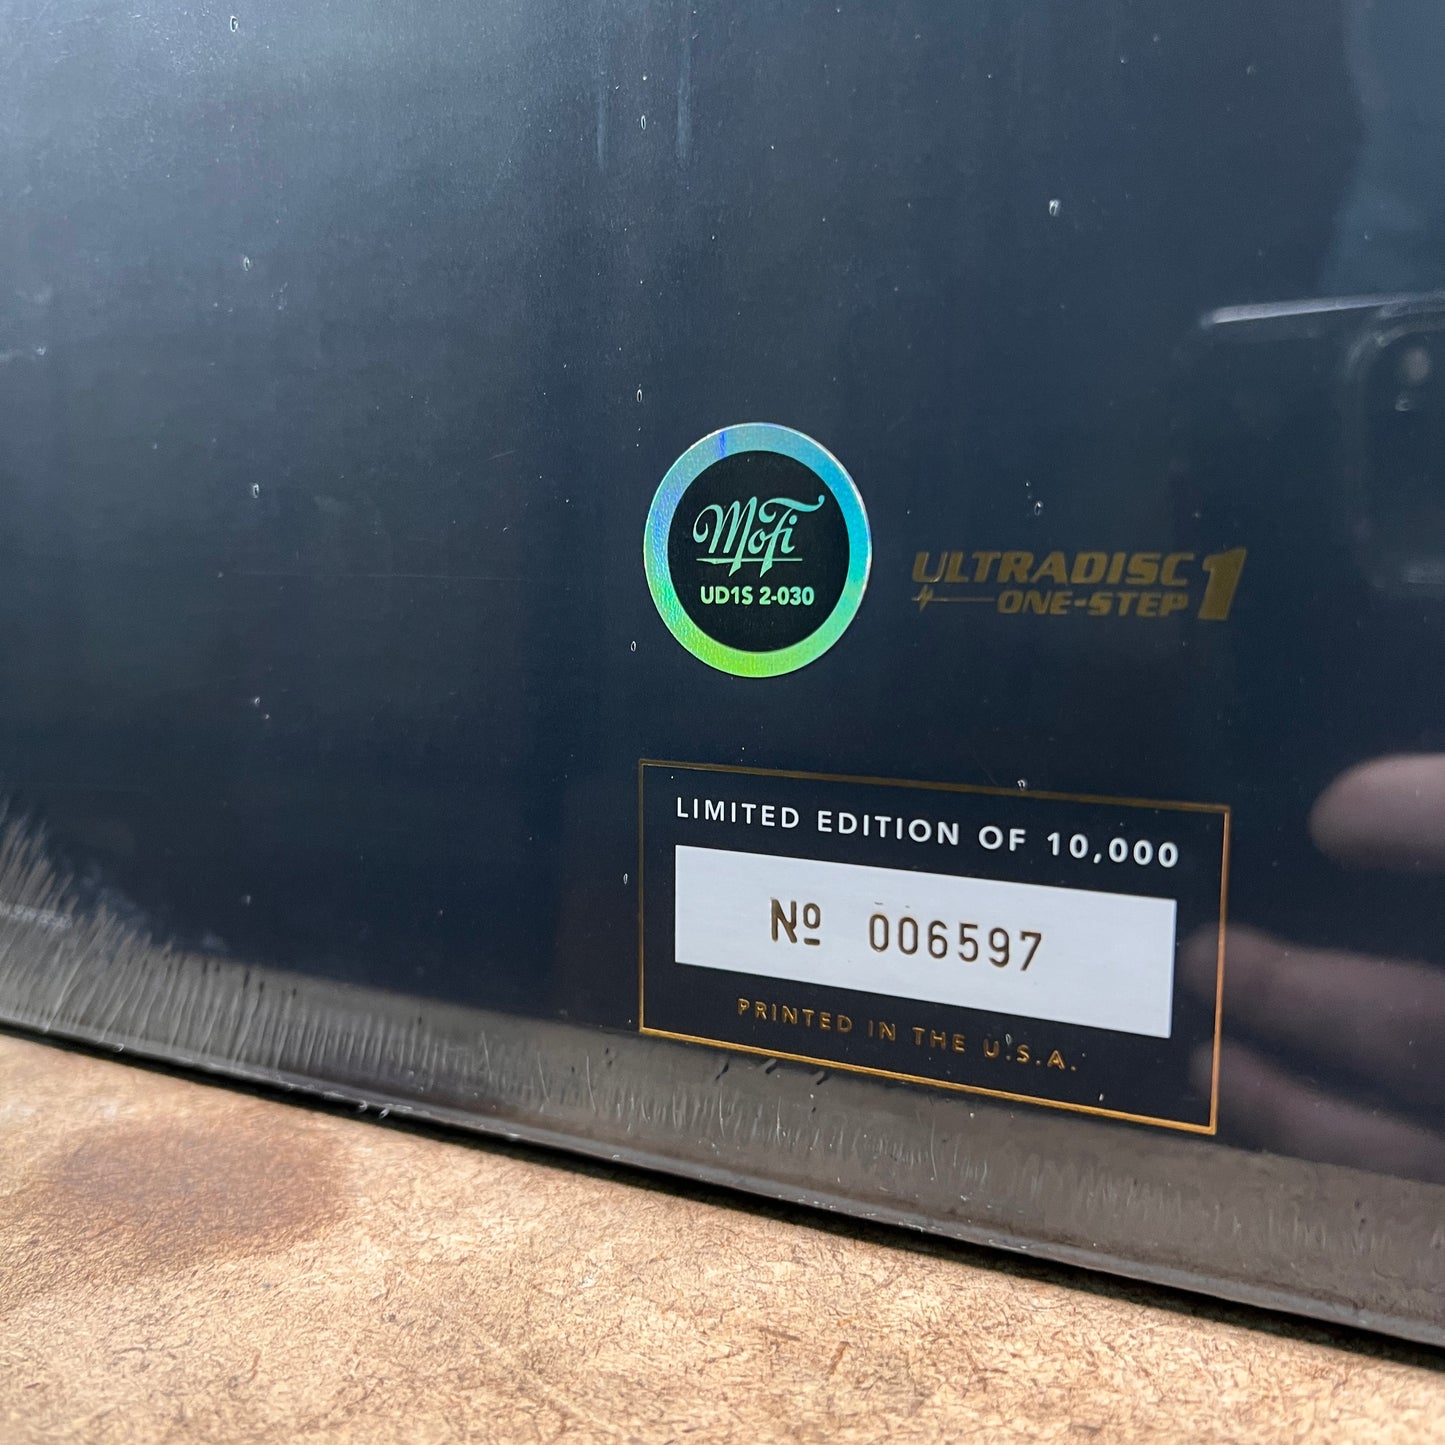 MoFi
UD1S 2-030
ULTRADISC 1
ONE-STEP
LIMITED EDITION OF 10,000
Nº 006597
PRINTED IN THE U.S.A.